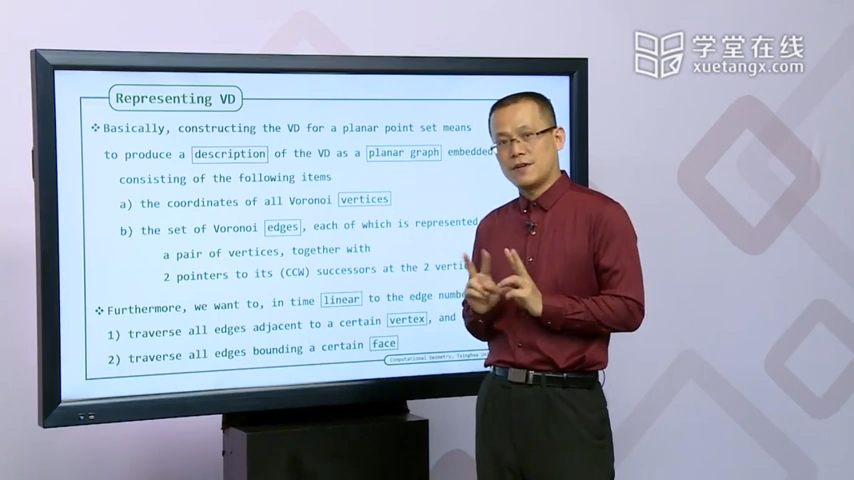 学堂在线
xuetangx.com
Representing VD
❖ Basically, constructing the VD for a planar point set means
to produce a description of the VD as a planar graph embedded
consisting of the following items
a) the coordinates of all Voronoi vertices
b) the set of Voronoi edges, each of which is represented
a pair of vertices, together with
2 pointers to its (CCW) successors at the 2
❖ Furthermore, we want to, in time linear to the edge
1) traverse all edges adjacent to a certain vertex, and
2) traverse all edges bounding a certain face
Computational Geometry, Tsinghua